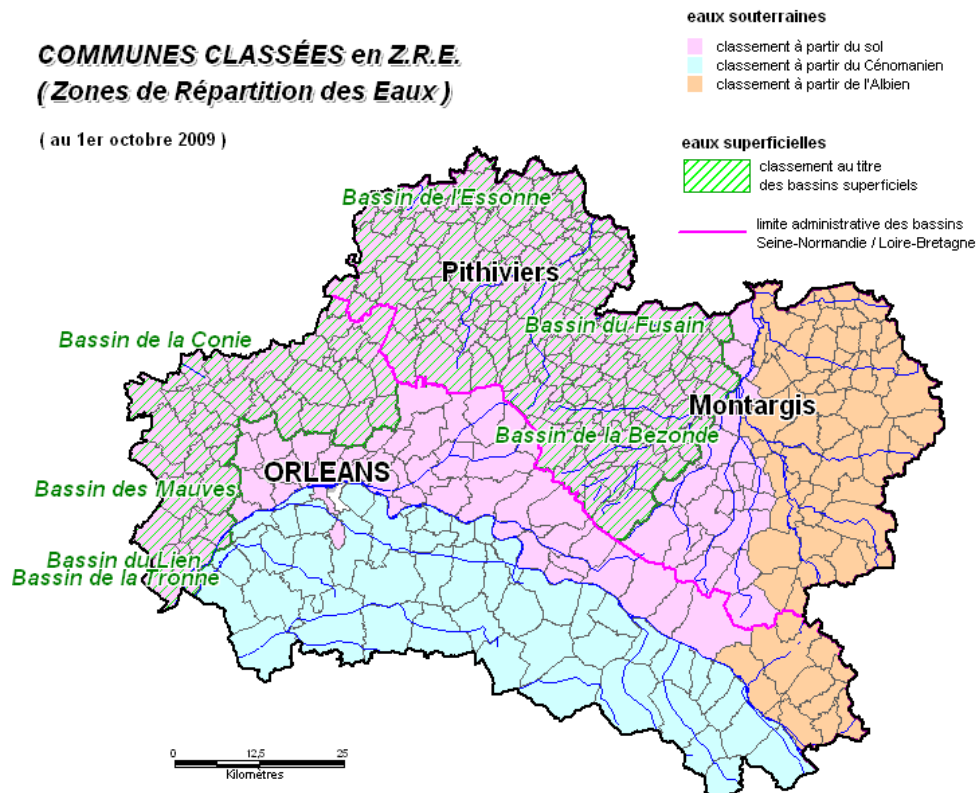 COMMUNES CLASSÉES en Z.R.E.
( Zones de Répartition des Eaux )
( au 1er octobre 2009 )
eaux souterraines
classement à partir du sol
classement à partir du Cénomanien
classement à partir de l'Albien
eaux superficielles
classement au titre
des bassins superficiels
limite administrative des bassins
Seine-Normandie / Loire-Bretagne
Bassin de l'Essonne
Pithiviers
Bassin de la Conie
Bassin du Fusain
Montargis
Bassin de la Bezonde
ORLEANS
Bassin des Mauves
Bassin du Lien
Bassin de la Tronne
0 12,5 25
Kilomètres